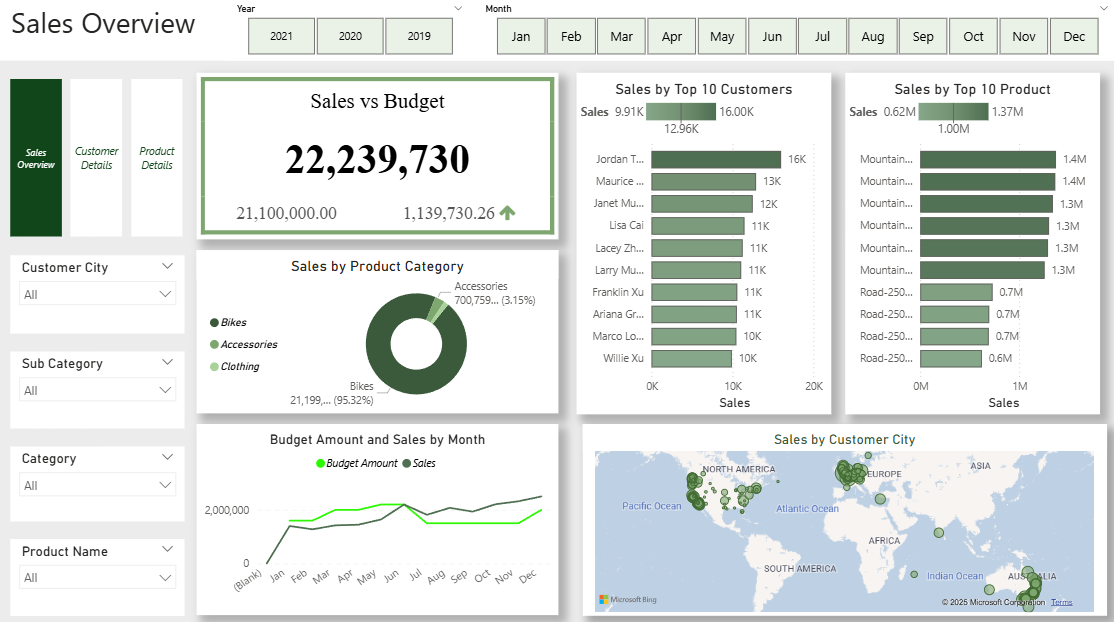 Sales Overview
Year
2021
2020
2019
Month
Jan
Feb
Mar
Apr
May
Jun
Jul
Aug
Sep
Oct
Nov
Dec
Sales Overview
Customer Details
Product Details
Customer City
All
Sub Category
All
Category
All
Product Name
All
Sales vs Budget
22,239,730
21,100,000.00
1,139,730.26
Sales by Product Category
Bikes
Accessories
Clothing
Accessories
700,759... (3.15%)
Bikes
21,199,... (95.32%)
Sales by Top 10 Customers
Sales 9.91K 16.00K
12.96K
Jordan T... 16K
Maurice ... 13K
Janet Mu... 12K
Lisa Cai 11K
Lacey Zh... 11K
Larry Mu... 11K
Franklin Xu 11K
Ariana Gr... 11K
Marco Lo... 10K
Willie Xu 10K
0K 10K 20K
Sales
Sales by Top 10 Product
Sales 0.62M 1.37M
1.00M
Mountain... 1.4M
Mountain... 1.4M
Mountain... 1.3M
Mountain... 1.3M
Mountain... 1.3M
Mountain... 1.3M
Road-250... 0.7M
Road-250... 0.7M
Road-250... 0.7M
Road-250... 0.6M
0M 1M
Sales
Budget Amount and Sales by Month
Budget Amount Sales
2,000,000
0
(Blank) Jan Feb Mar Apr May Jun Jul Aug Sep Oct Nov Dec
Sales by Customer City
NORTH AMERICA
EUROPE
ASIA
Pacific Ocean
Atlantic Ocean
AFRICA
SOUTH AMERICA
Indian Ocean
AUSTRALIA
Microsoft Bing
© 2025 Microsoft Corporation Terms